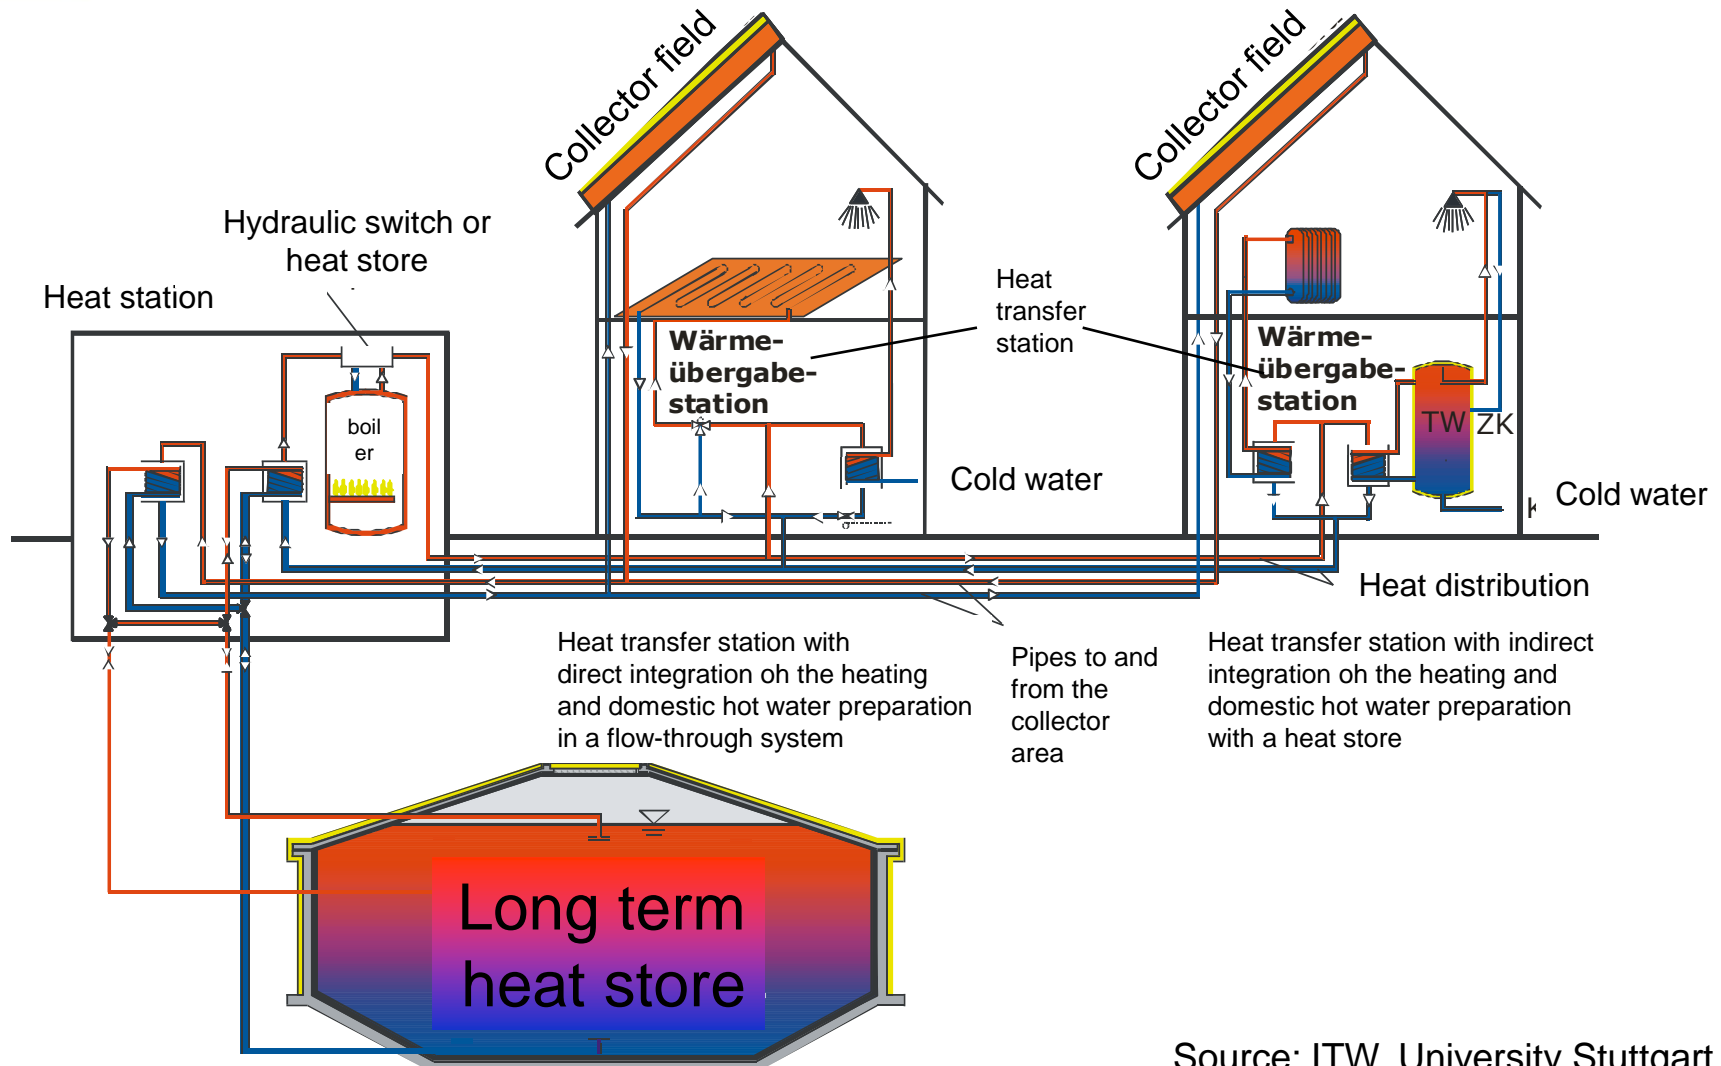 Collector field
Collector field
Hydraulic switch or
heat store
Heat station
boil
er
Heat
transfer
station
Wärme-
übergabe-
station
Wärme-
übergabe-
station
TW
ZK
Cold water
Cold water
Heat distribution
Heat transfer station with
direct integration oh the heating
and domestic hot water preparation
in a flow-through system
Pipes to and
from the
collector
area
Heat transfer station with indirect
integration oh the heating and
domestic hot water preparation
with a heat store
Long term
heat store
Source: ITW, University Stuttgart